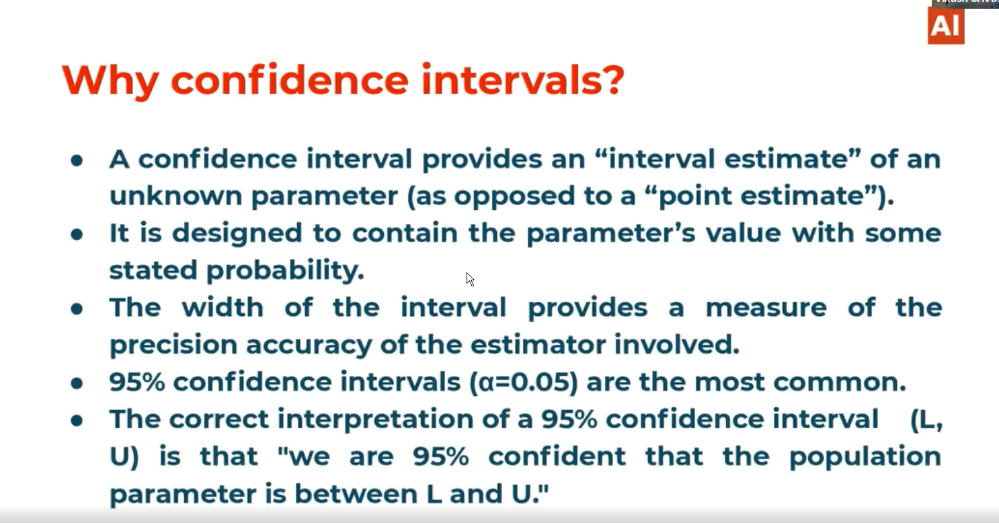 AI
Why confidence intervals?
● A confidence interval provides an “interval estimate” of an
unknown parameter (as opposed to a “point estimate”).
● It is designed to contain the parameter’s value with some
stated probability.
● The width of the interval provides a measure of the
precision accuracy of the estimator involved.
● 95% confidence intervals (α=0.05) are the most common.
● The correct interpretation of a 95% confidence interval (L,
U) is that "we are 95% confident that the population
parameter is between L and U."